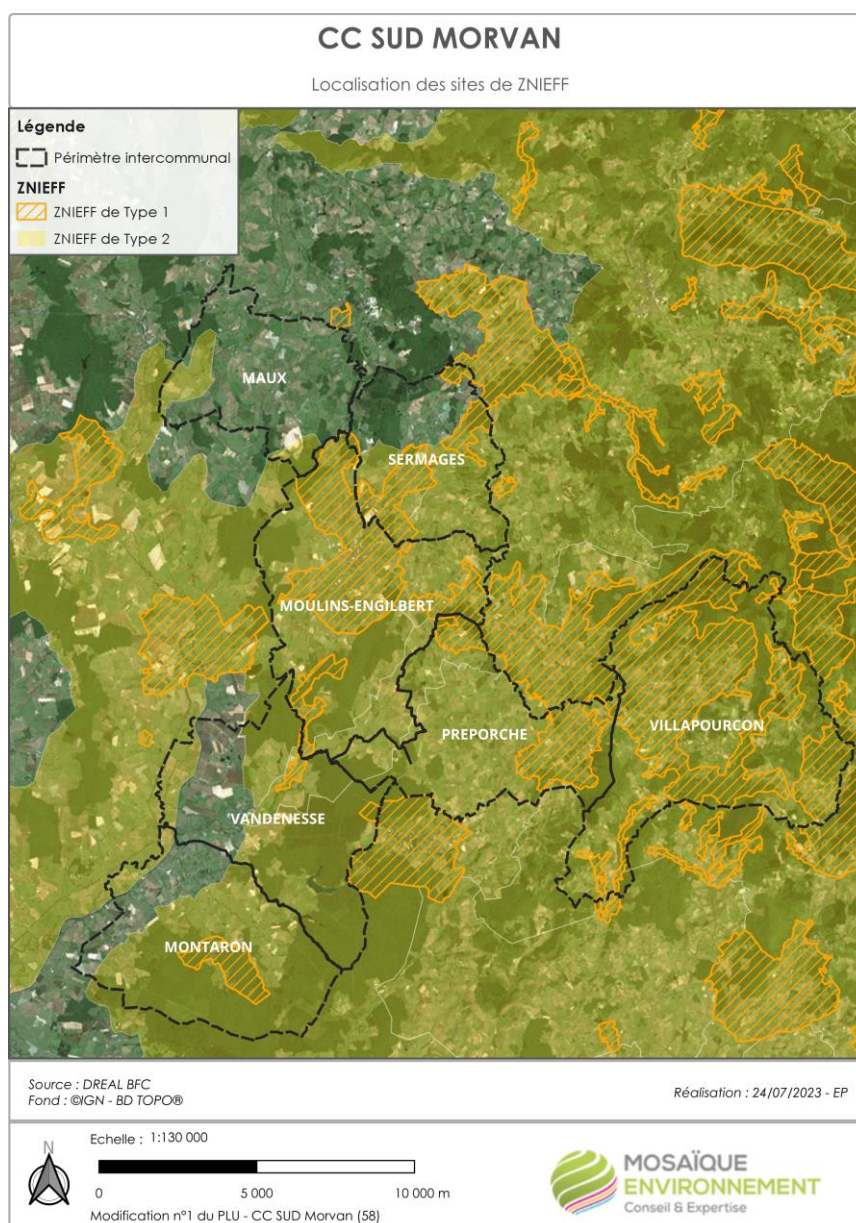 CC SUD MORVAN
Localisation des sites de ZNIEFF
Légende
Périmètre intercommunal
ZNIEFF
ZNIEFF de Type 1
ZNIEFF de Type 2
MAUX
SERMAGES
MOULINS-ENGILBERT
PREPORCHE
VILLAPOURCON
'VANDENESSE
MONTARON
Source : DREAL BFC
Fond : ©IGN - BD TOPO®
Réalisation : 24/07/2023 - EP
N
Echelle : 1:130 000
0 5 000 10 000 m
Modification n°1 du PLU - CC SUD Morvan (58)
MOSAÏQUE
ENVIRONNEMENT
Conseil & Expertise